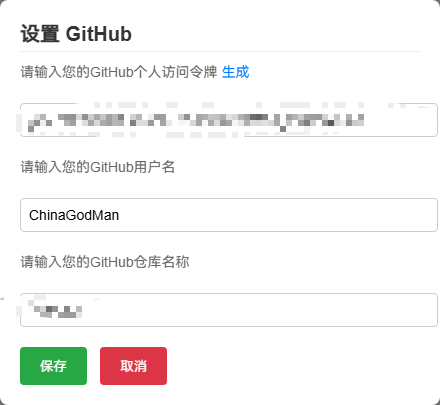 设置 GitHub
请输入您的GitHub个人访问令牌 生成
请输入您的GitHub用户名
ChinaGodMan
请输入您的GitHub仓库名称
保存 取消